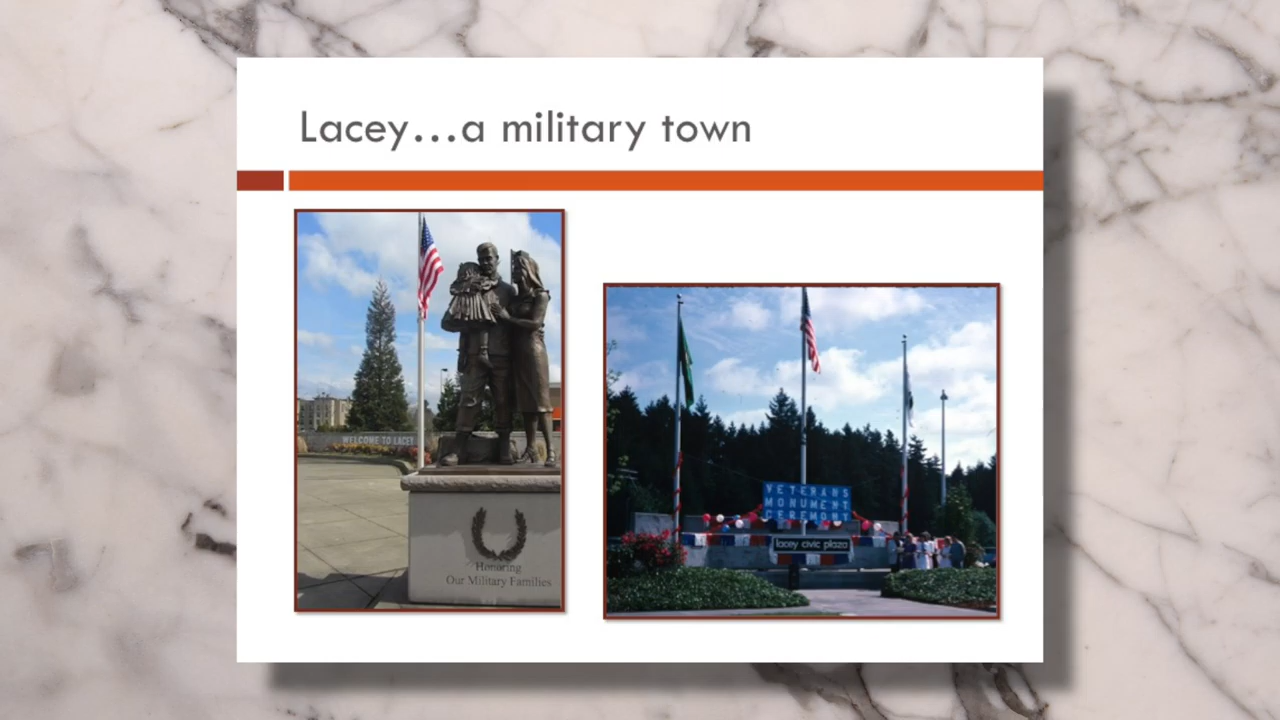 Lacey...a military town
WELCOME TO LACEY
Honoring
Our Military Families
VETERANS
MONUMENT
CEREMONY
lacey civic plaza